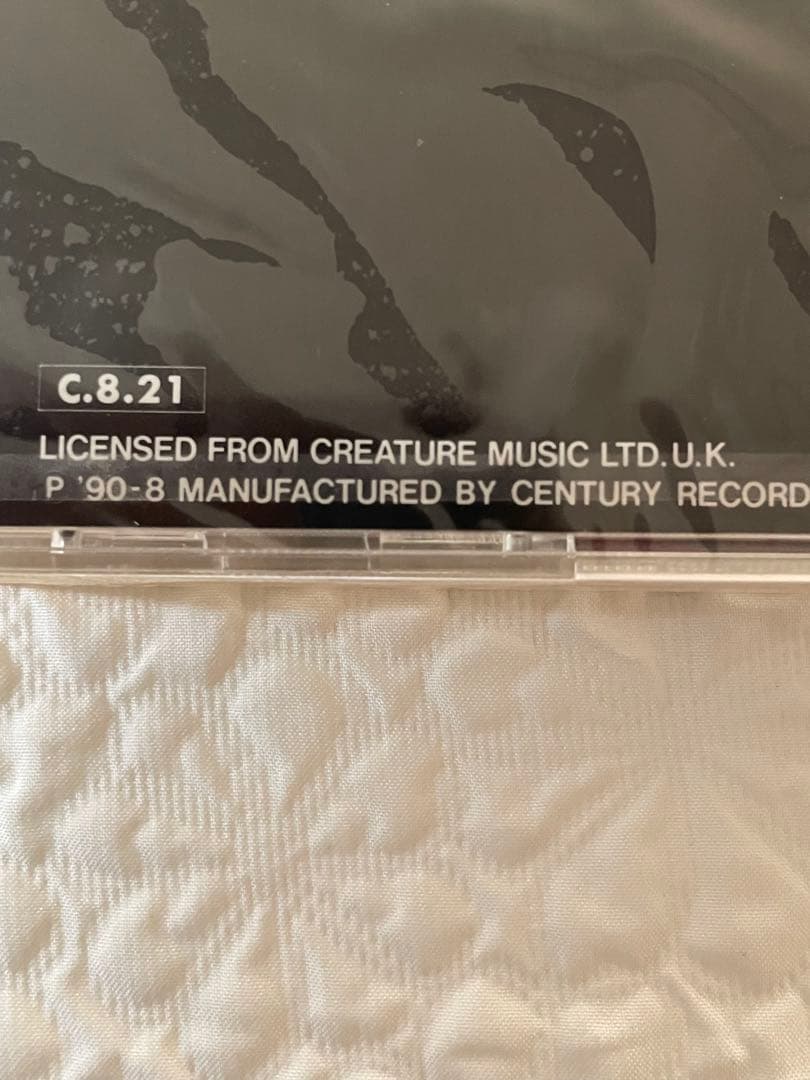 C.8.21
LICENSED FROM CREATURE MUSIC LTD. U.K.
P '90-8 MANUFACTURED BY CENTURY RECORD